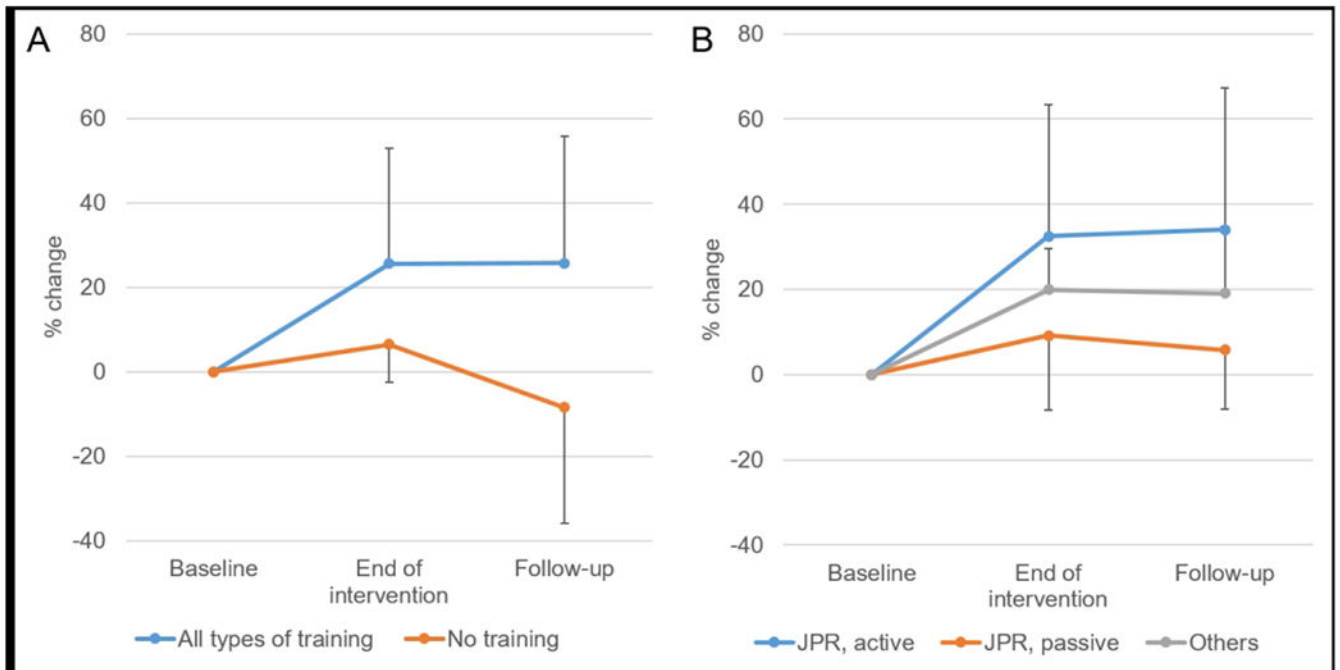 A
80
60
40
20
0
-20
-40
% change
Baseline
End of
intervention
Follow-up
All types of training
No training
B
80
60
40
20
0
-20
-40
% change
Baseline
End of
intervention
Follow-up
JPR, active
JPR, passive
Others